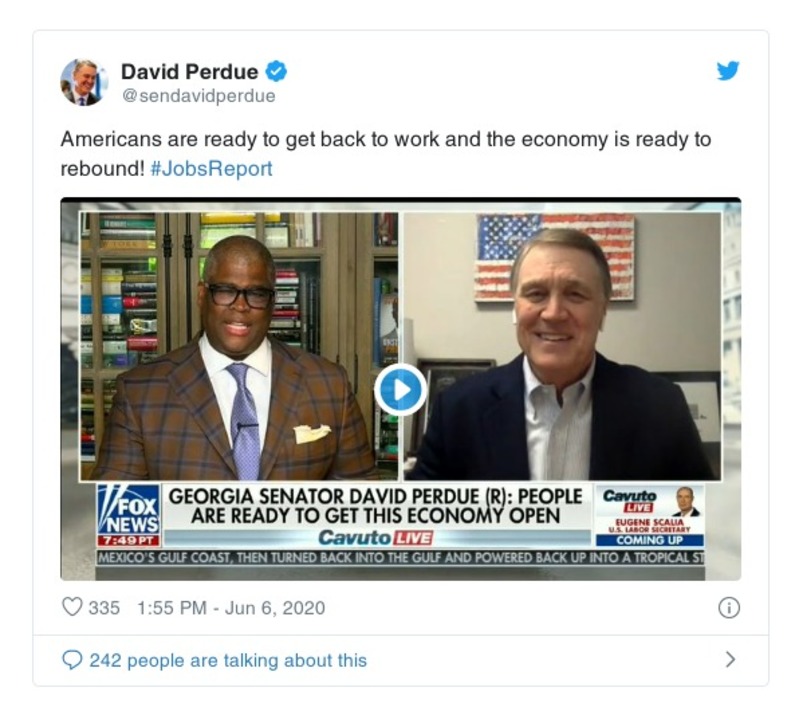 David Perdue
@sendavidperdue
Americans are ready to get back to work and the economy is ready to
rebound! #JobsReport
FOX
NEWS
7:49 PT
GEORGIA SENATOR DAVID PERDUE (R): PEOPLE
ARE READY TO GET THIS ECONOMY OPEN
Cavuto LIVE
Cavuto
LIVE
EUGENE SCALIA
U.S. LABOR SECRETARY
COMING UP
MEXICO'S GULF COAST, THEN TURNED BACK INTO THE GULF AND POWERED BACK UP INTO A TROPICAL ST
335 1:55 PM - Jun 6, 2020
242 people are talking about this